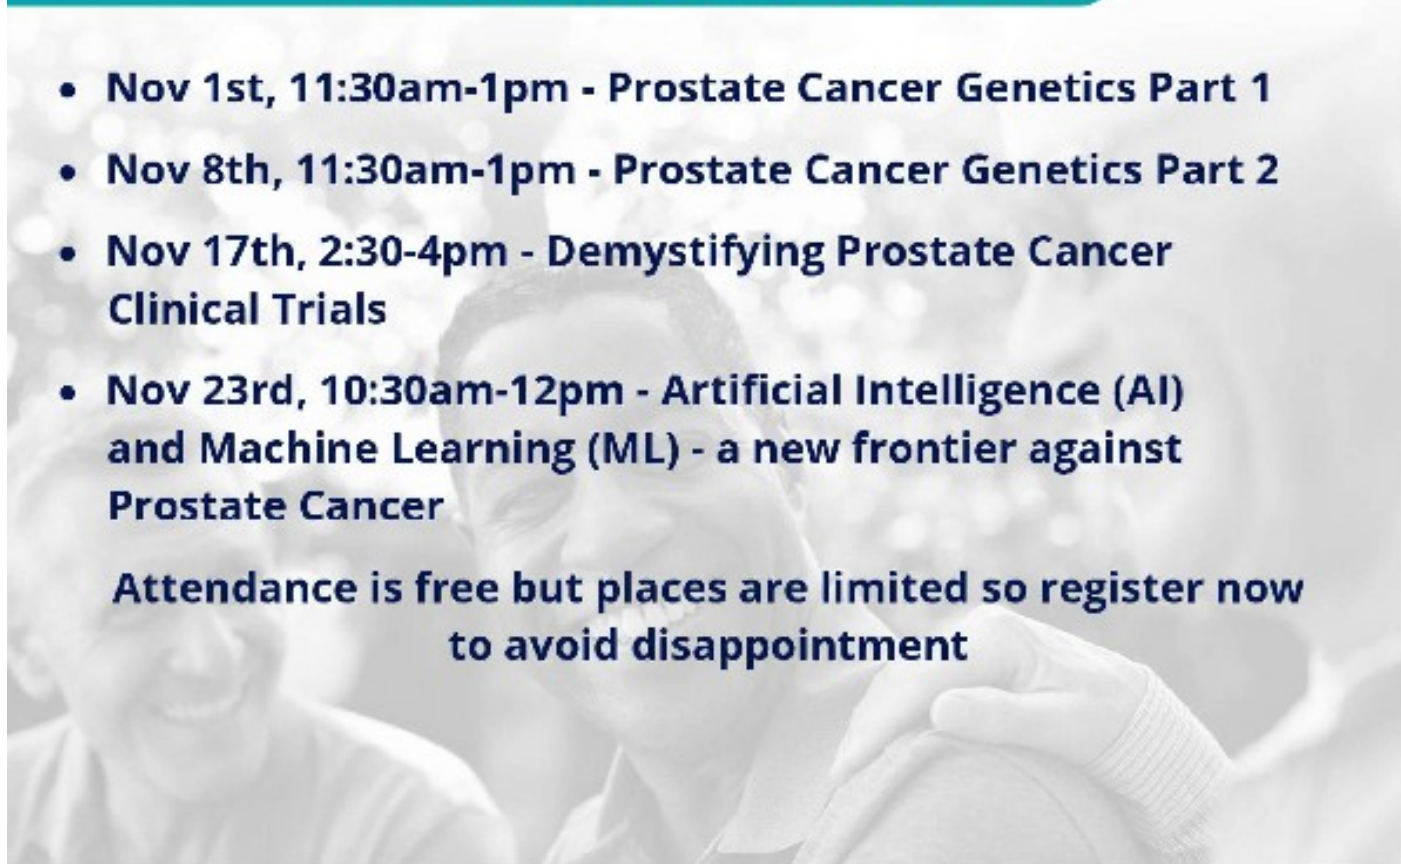 • Nov 1st, 11:30am-1pm - Prostate Cancer Genetics Part 1
• Nov 8th, 11:30am-1pm - Prostate Cancer Genetics Part 2
• Nov 17th, 2:30-4pm - Demystifying Prostate Cancer
Clinical Trials
• Nov 23rd, 10:30am-12pm - Artificial Intelligence (AI)
and Machine Learning (ML) - a new frontier against
Prostate Cancer
Attendance is free but places are limited so register now
to avoid disappointment